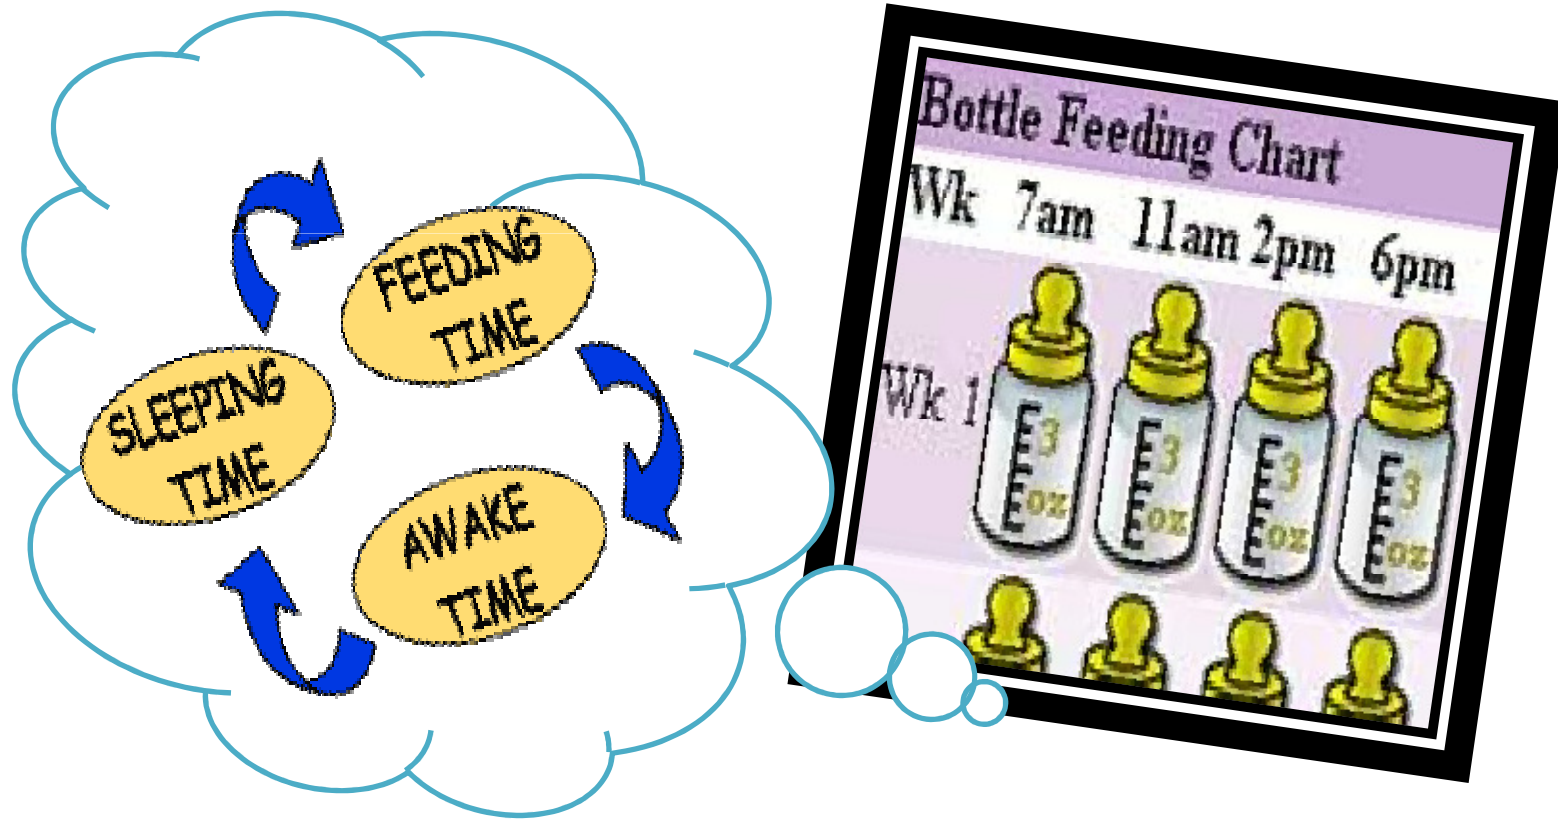 FEEDING
TIME
SLEEPING
TIME
AWAKE
TIME
Bottle Feeding Chart
Wk 7am 11am 2pm 6pm
Wk 1
3 3 3 3
oz oz oz oz